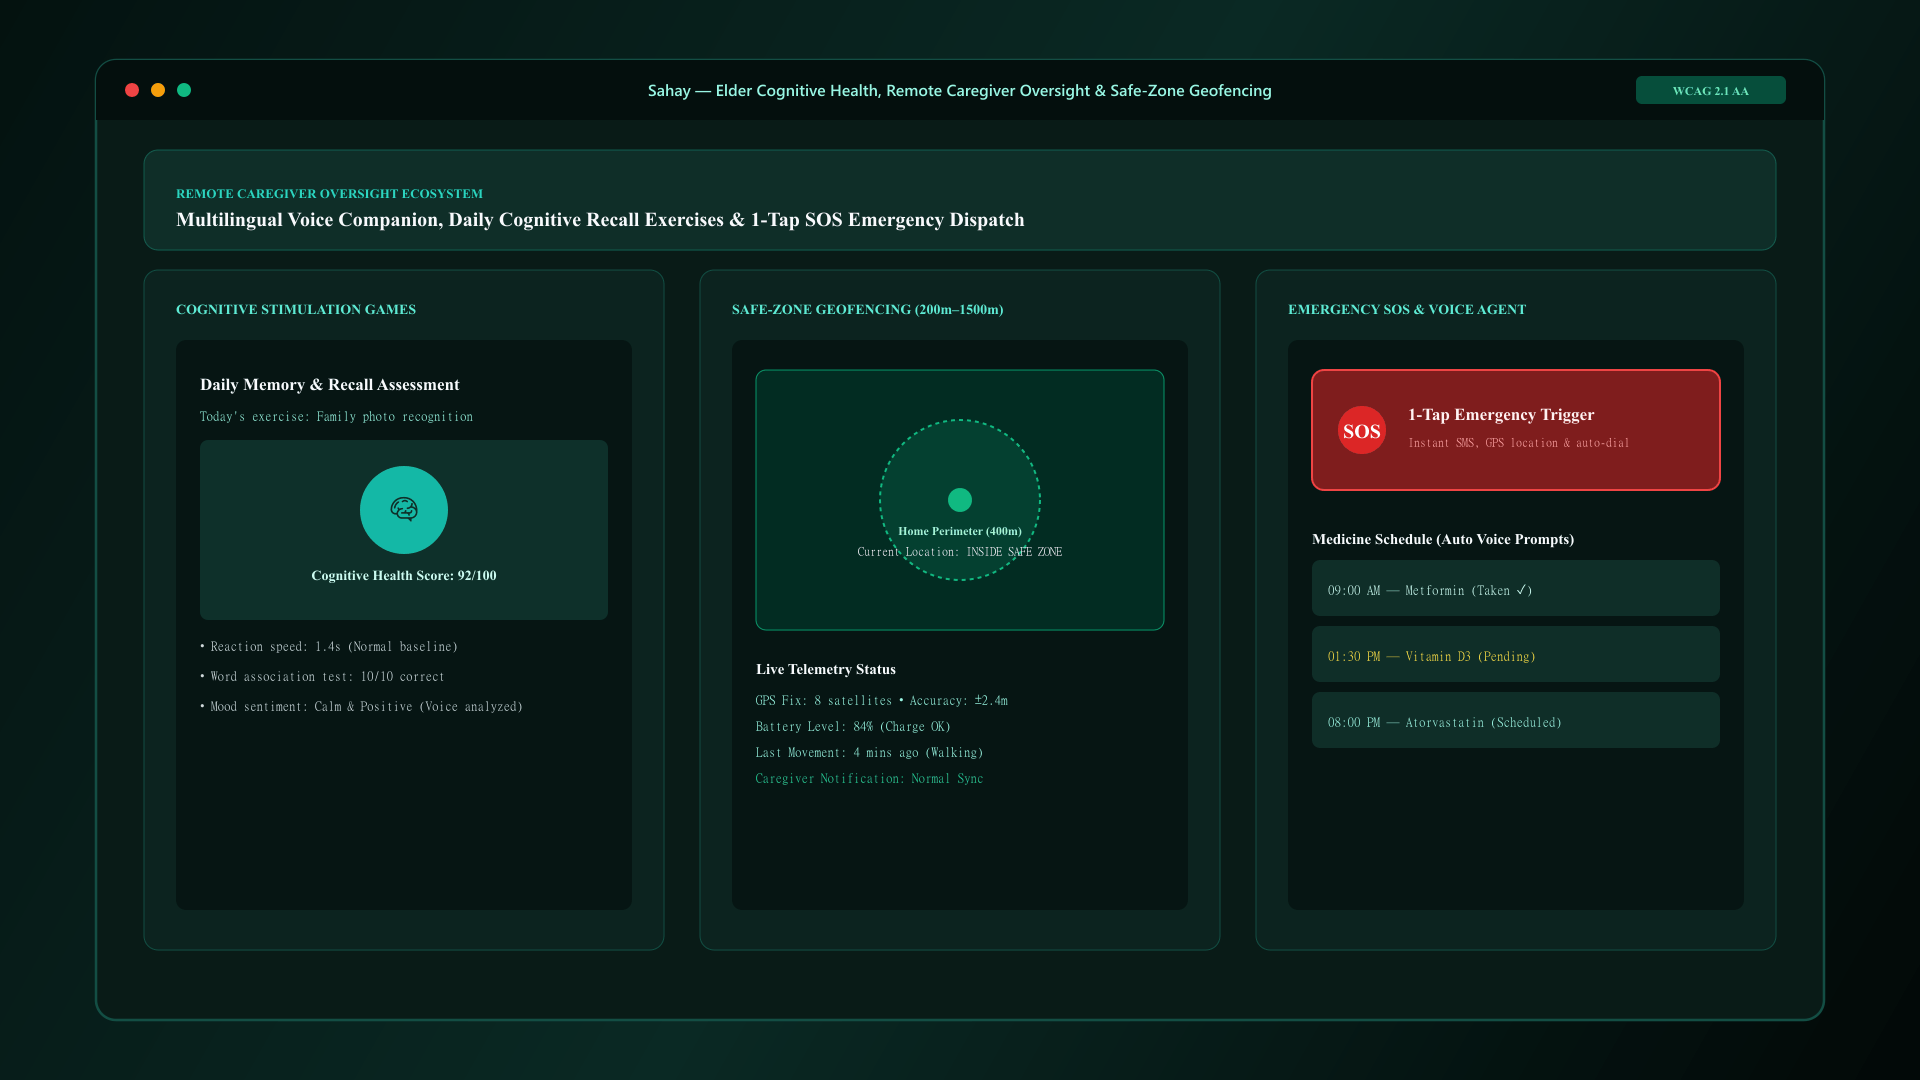 Sahay — Elder Cognitive Health, Remote Caregiver Oversight & Safe-Zone Geofencing
WCAG 2.1 AA
REMOTE CAREGIVER OVERSIGHT ECOSYSTEM
Multilingual Voice Companion, Daily Cognitive Recall Exercises & 1-Tap SOS Emergency Dispatch
COGNITIVE STIMULATION GAMES
Daily Memory & Recall Assessment
Today's exercise: Family photo recognition
Cognitive Health Score: 92/100
• Reaction speed: 1.4s (Normal baseline)
• Word association test: 10/10 correct
• Mood sentiment: Calm & Positive (Voice analyzed)
SAFE-ZONE GEOFENCING (200m–1500m)
Home Perimeter (400m)
Current Location: INSIDE SAFE ZONE
Live Telemetry Status
GPS Fix: 8 satellites • Accuracy: ±2.4m
Battery Level: 84% (Charge OK)
Last Movement: 4 mins ago (Walking)
Caregiver Notification: Normal Sync
EMERGENCY SOS & VOICE AGENT
SOS
1-Tap Emergency Trigger
Instant SMS, GPS location & auto-dial
Medicine Schedule (Auto Voice Prompts)
09:00 AM — Metformin (Taken ✓)
01:30 PM — Vitamin D3 (Pending)
08:00 PM — Atorvastatin (Scheduled)